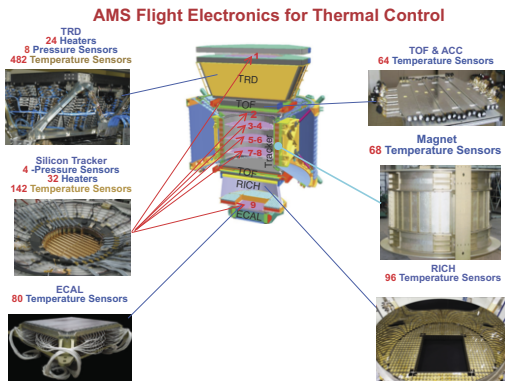 AMS Flight Electronics for Thermal Control
TRD
24 Heaters
8 Pressure Sensors
482 Temperature Sensors
TOF & ACC
64 Temperature Sensors
Silicon Tracker
4 -Pressure Sensors
32 Heaters
142 Temperature Sensors
Magnet
68 Temperature Sensors
ECAL
80 Temperature Sensors
RICH
96 Temperature Sensors
1
TRD
TOF
2
3-4
5-6
7-8
Tracker
TOF
RICH
9
ECAL